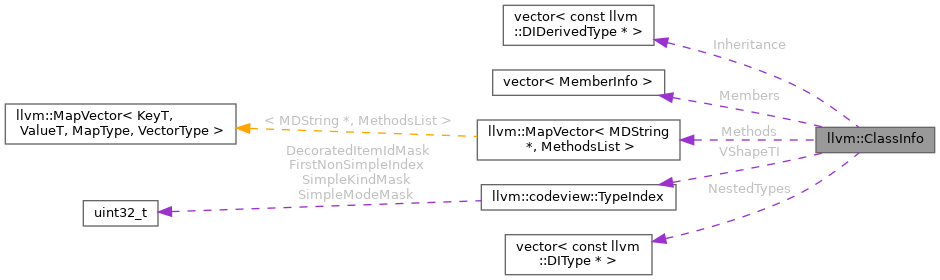 vector< const llvm
::DIDerivedType * >
Inheritance
vector< MemberInfo >
Members
llvm::MapVector< KeyT,
ValueT, MapType, VectorType >
< MDString *, MethodsList >
llvm::MapVector< MDString
*, MethodsList >
Methods
llvm::ClassInfo
VShapeTI
DecoratedItemIdMask
FirstNonSimpleIndex
SimpleKindMask
SimpleModeMask
llvm::codeview::TypeIndex
NestedTypes
uint32_t
vector< const llvm
::DIType * >